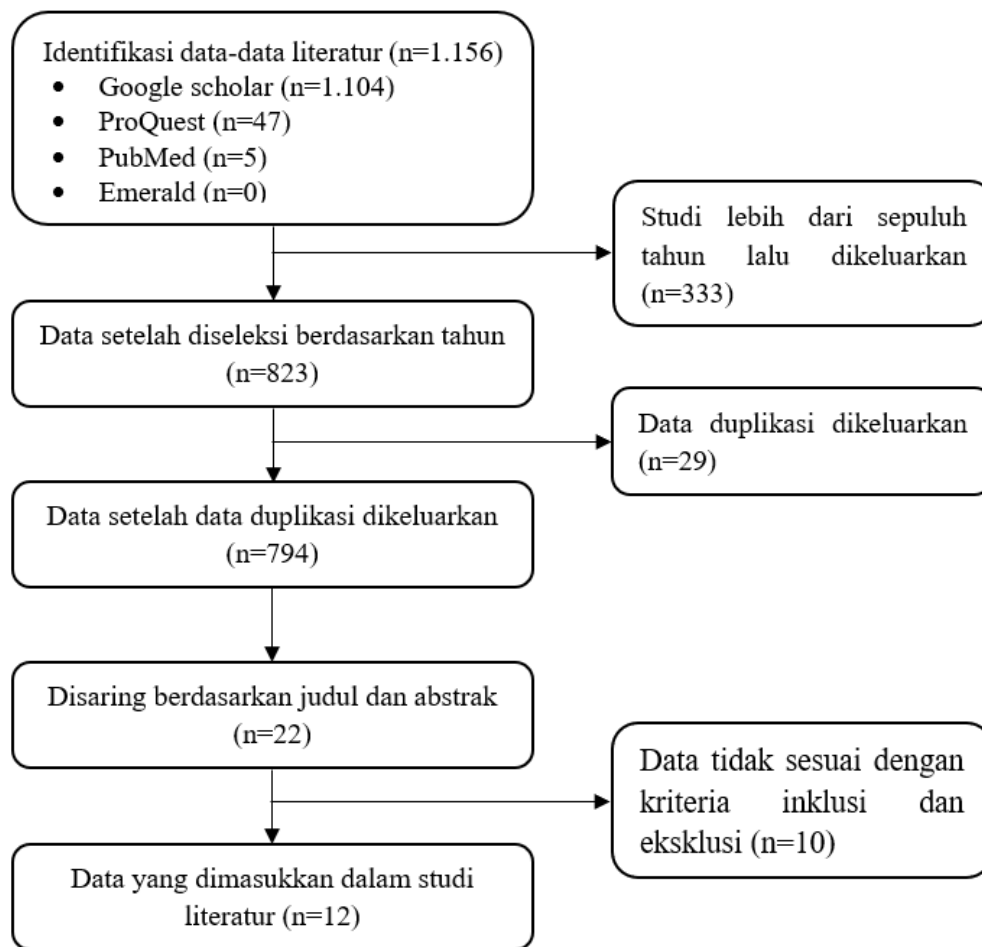 Identifikasi data-data literatur (n=1.156)
• Google scholar (n=1.104)
• ProQuest (n=47)
• PubMed (n=5)
• Emerald (n=0)
Studi lebih dari sepuluh
tahun lalu dikeluarkan
(n=333)
Data setelah diseleksi berdasarkan tahun
(n=823)
Data duplikasi dikeluarkan
(n=29)
Data setelah data duplikasi dikeluarkan
(n=794)
Disaring berdasarkan judul dan abstrak
(n=22)
Data tidak sesuai dengan
kriteria inklusi dan
eksklusi (n=10)
Data yang dimasukkan dalam studi
literatur (n=12)